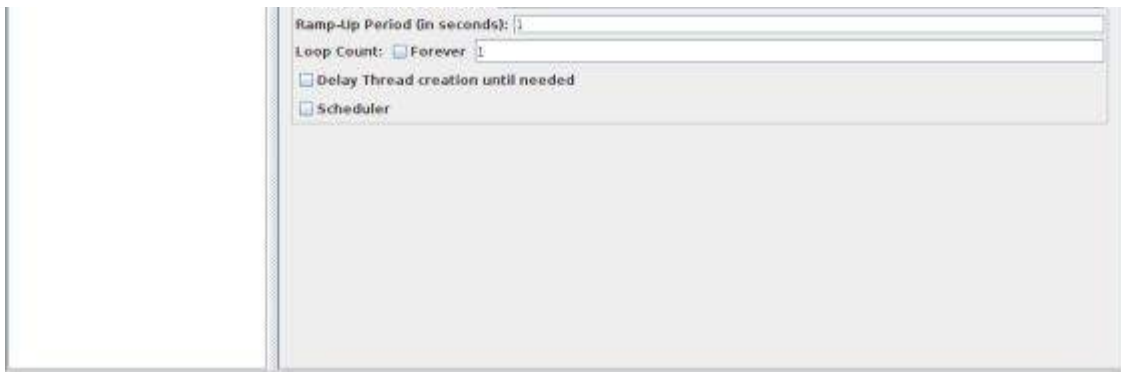 Ramp-Up Period (in seconds): 1
Loop Count: Forever 1
Delay Thread creation until needed
Scheduler